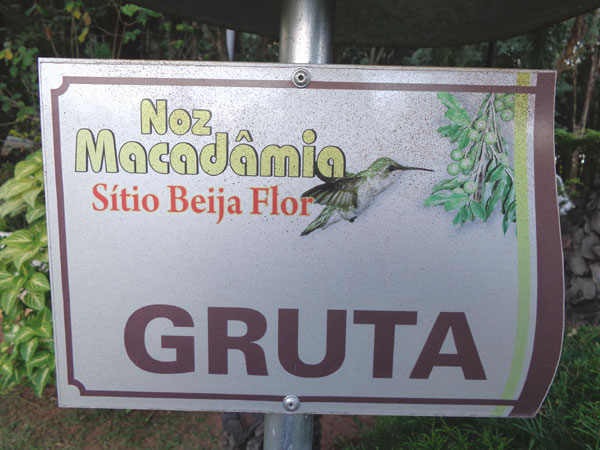 Noz
Macadâmia
Sítio Beija Flor
GRUTA